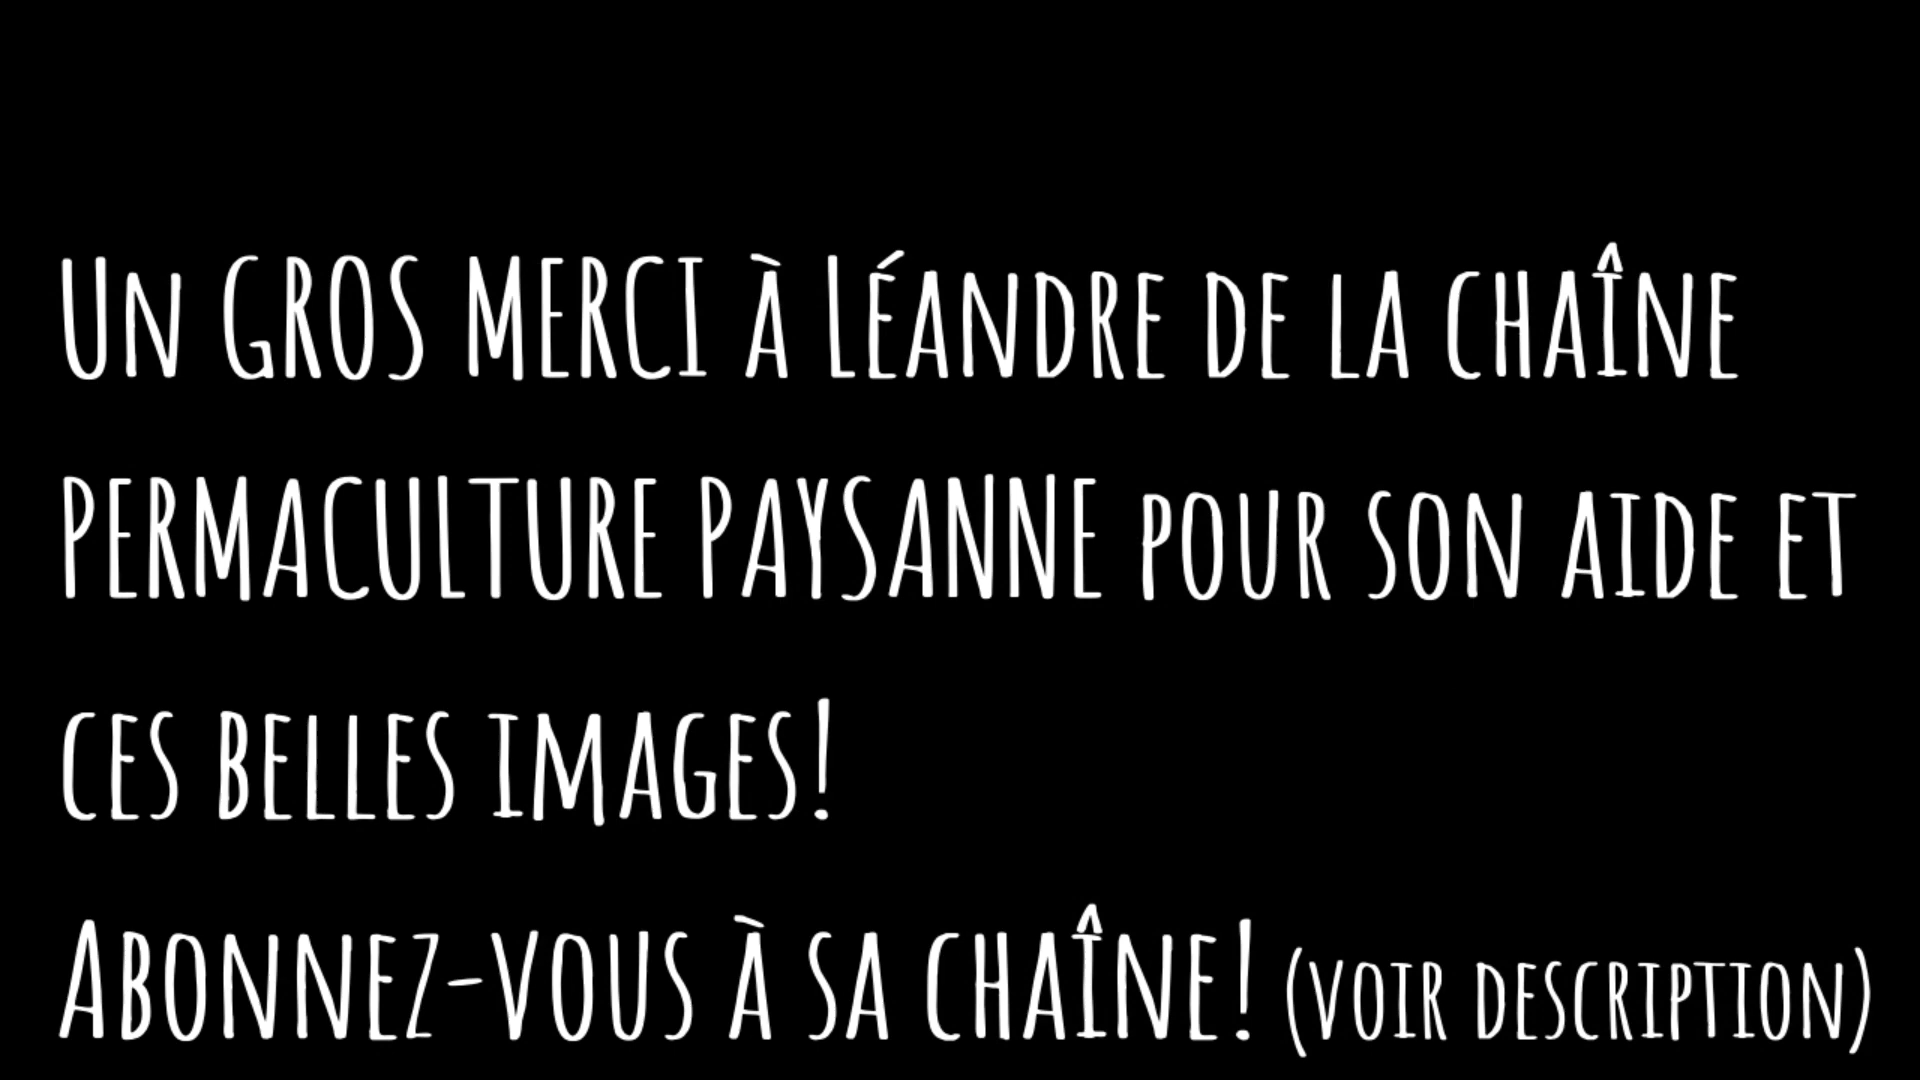 Un GROS MERCI à Léandre de la chaîne
PERMACULTURE PAYSANNE pour son aide et
ces belles images!
Abonnez-vous à sa chaîne! (voir description)